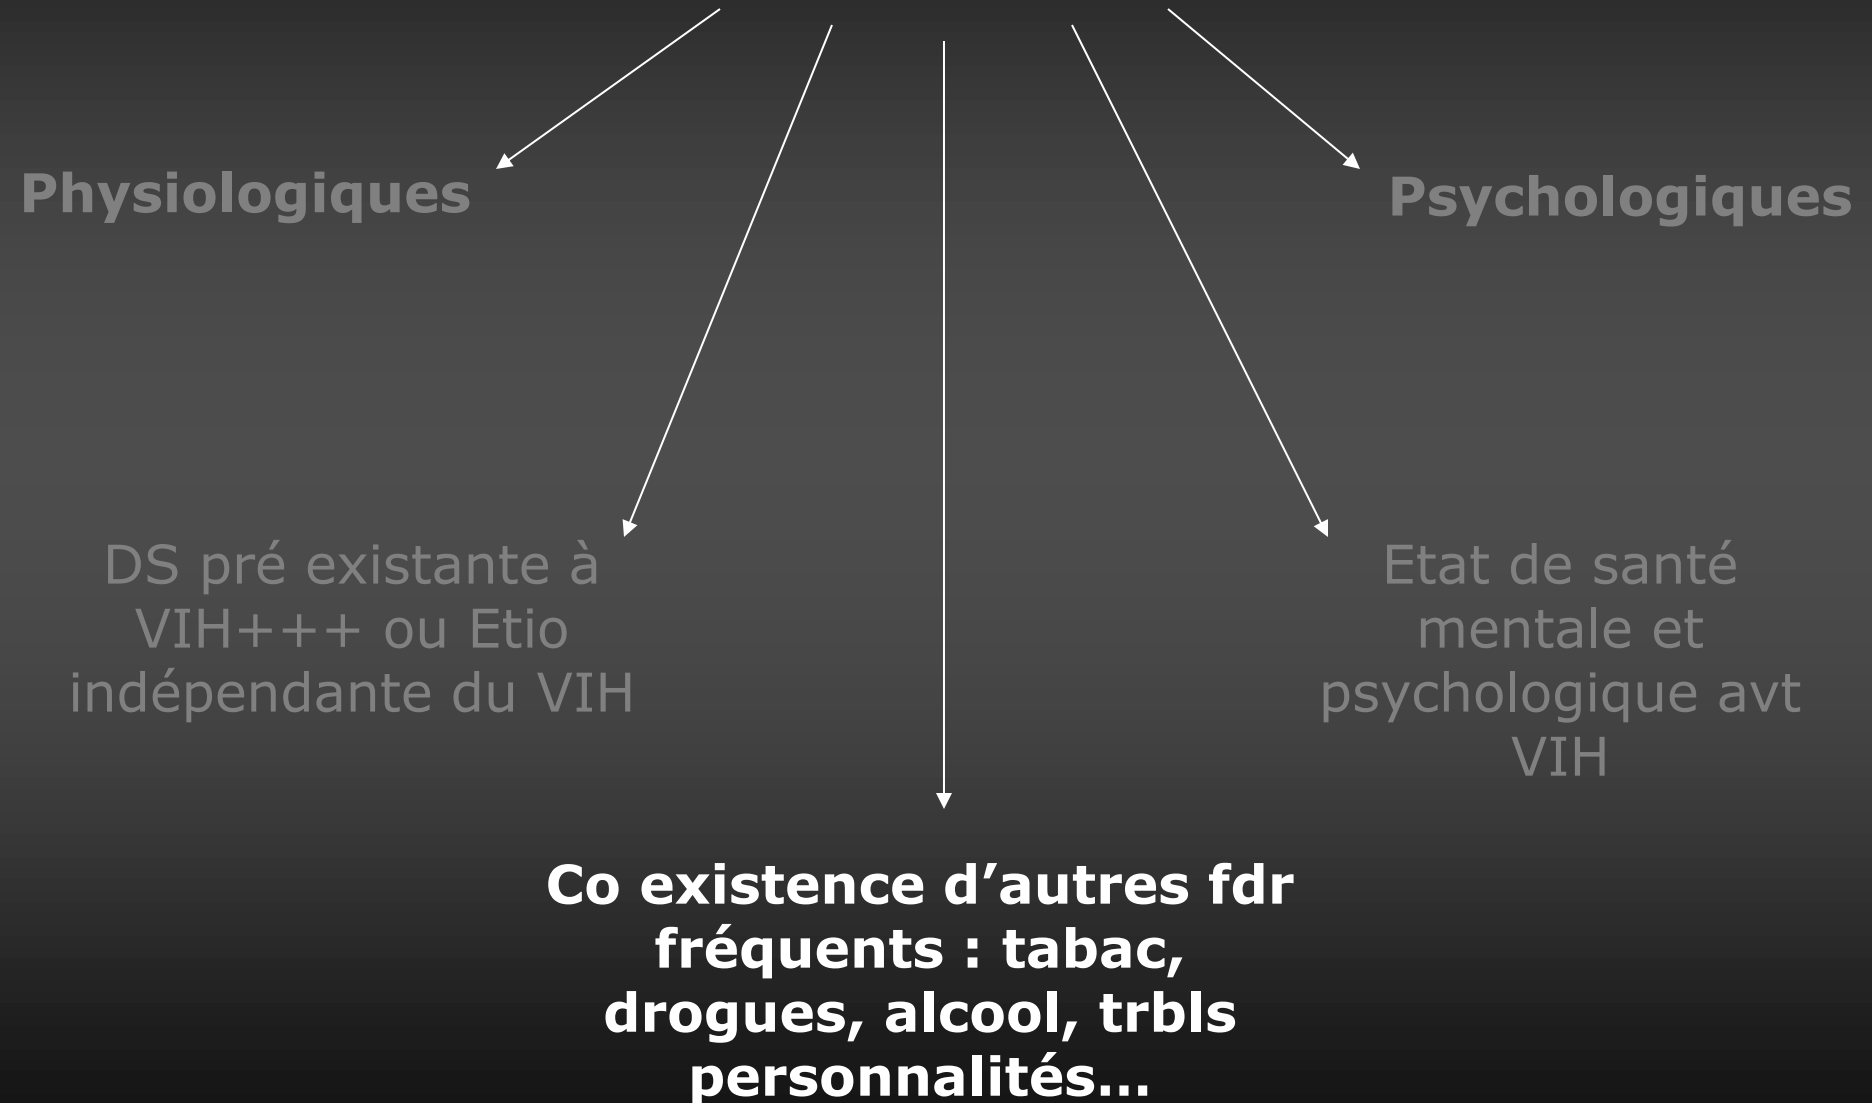 Physiologiques
Psychologiques
DS pré existante à
VIH+++ ou Etio
indépendante du VIH
Etat de santé
mentale et
psychologique avt
VIH
Co existence d’autres fdr
fréquents : tabac,
drogues, alcool, trbls
personnalités…